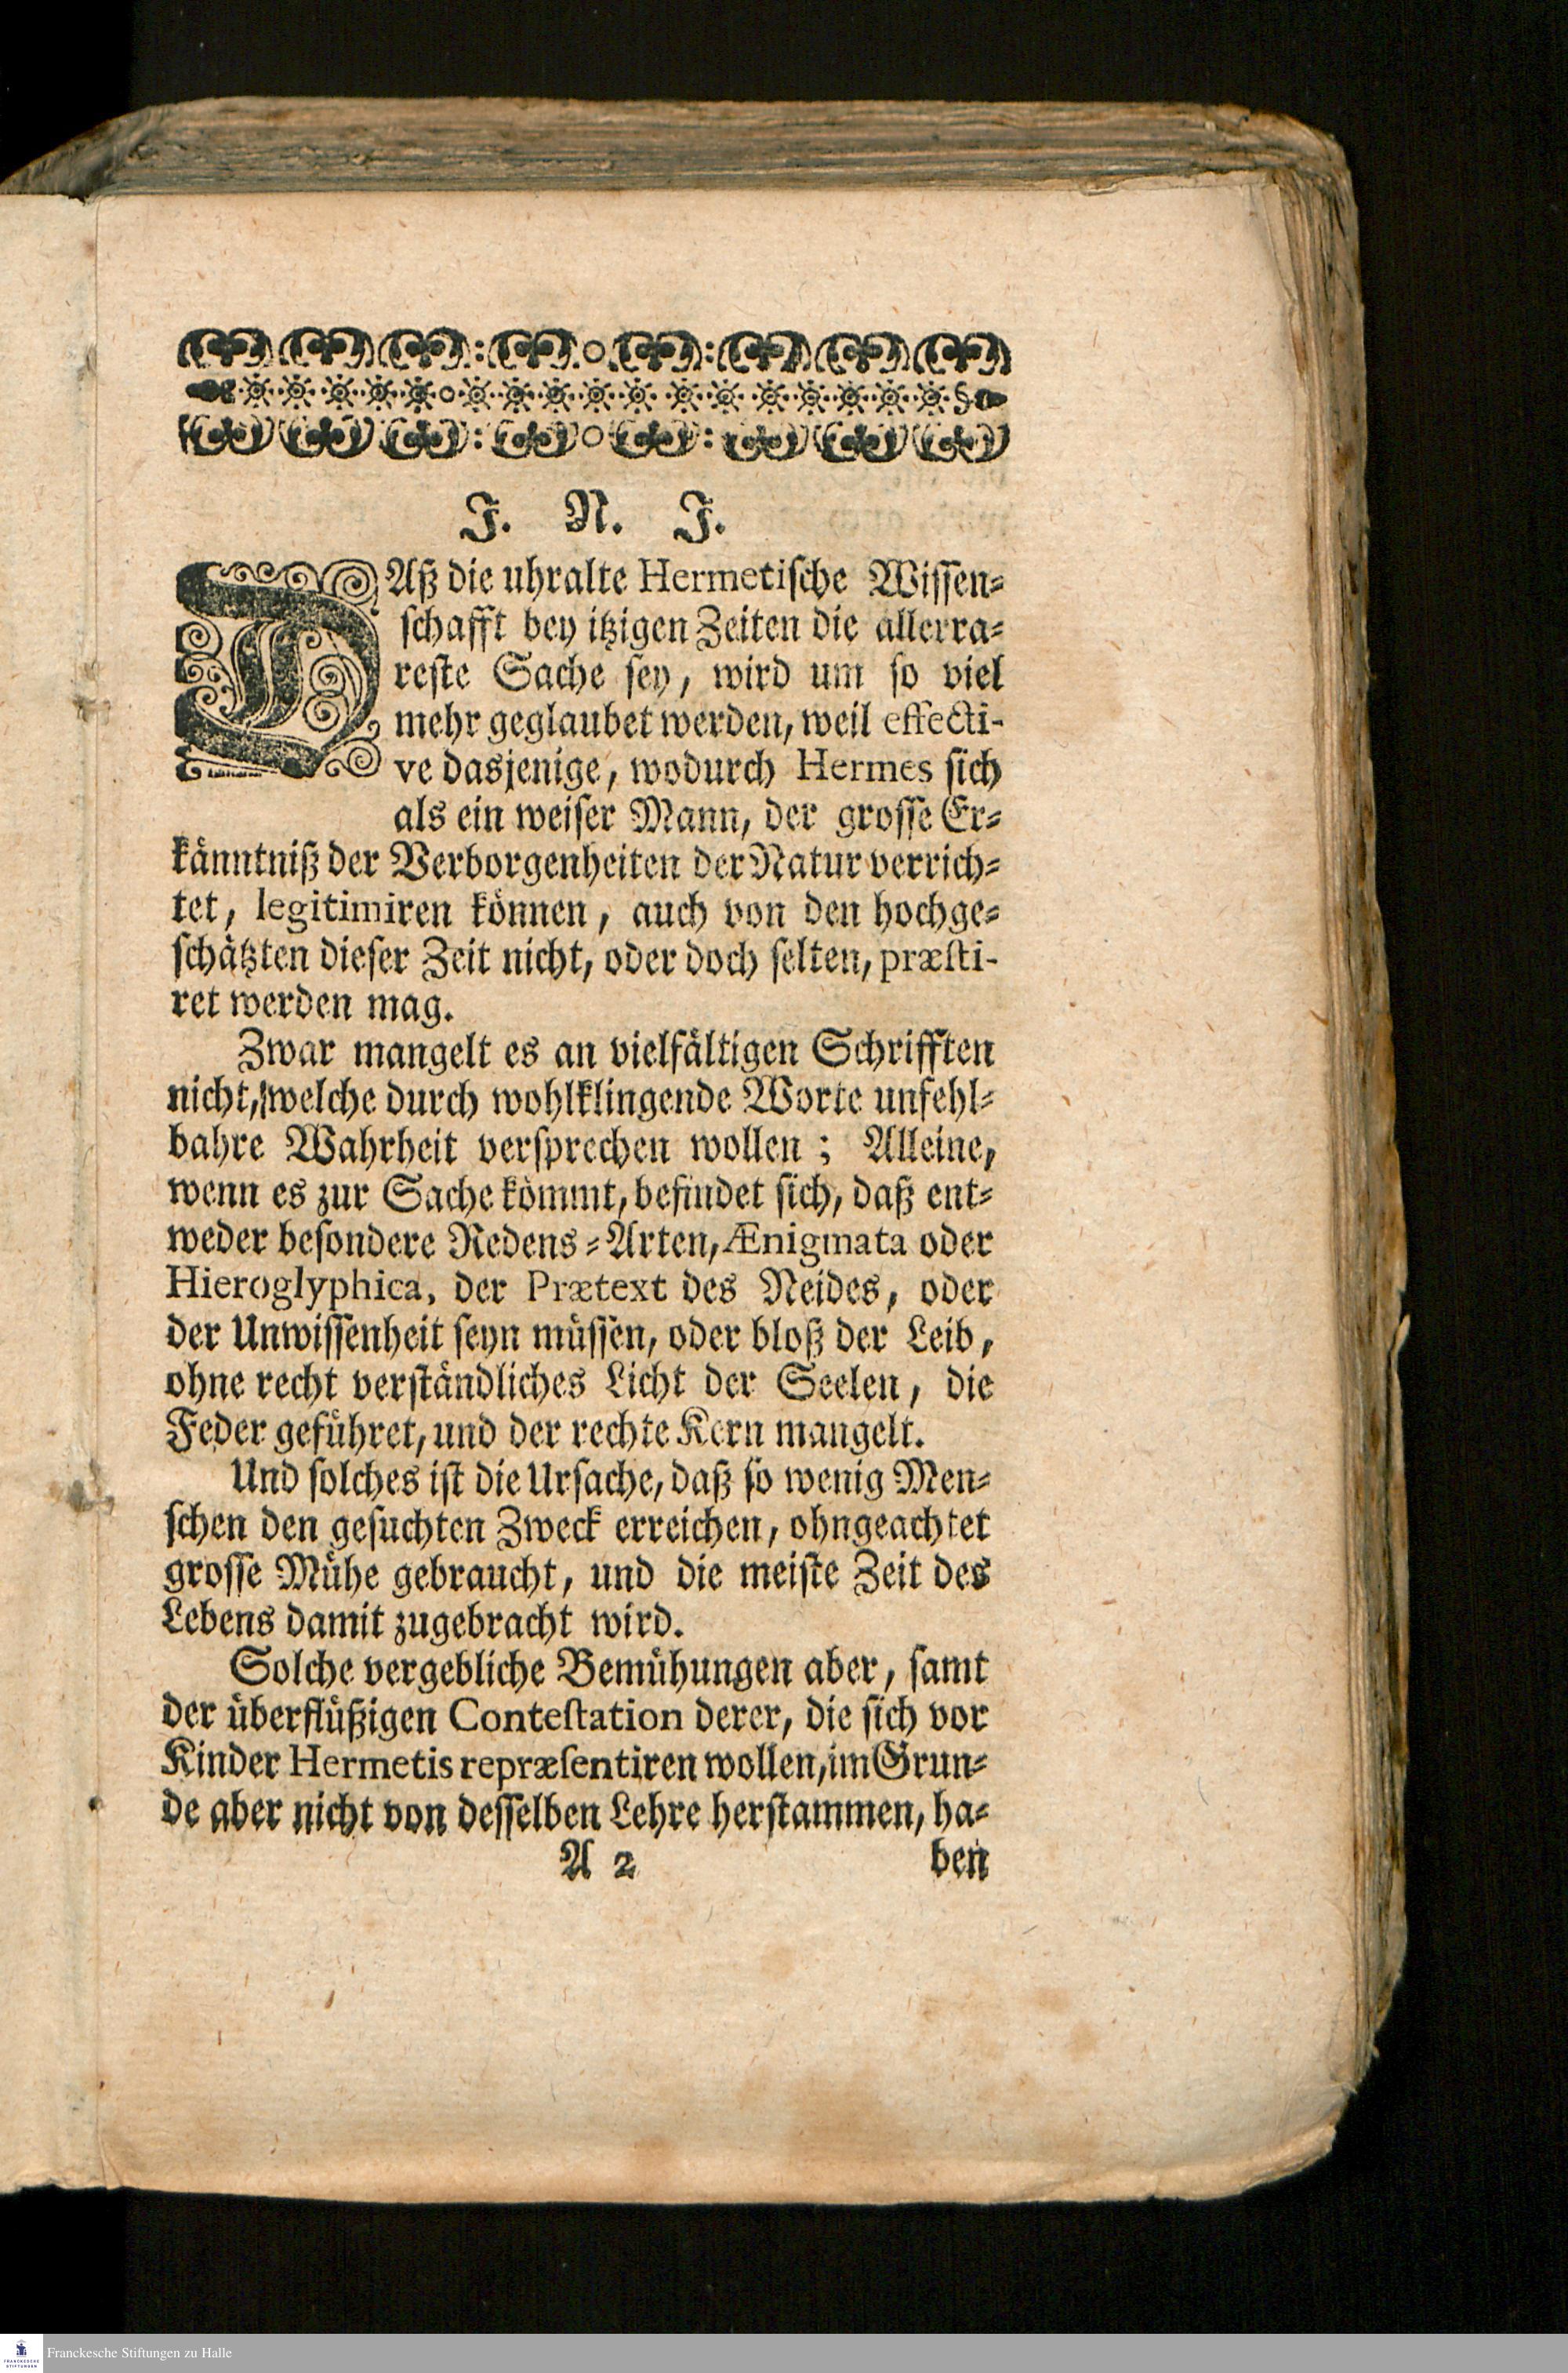 J. N. J.
DAß die uhralte Hermetische Wissen⸗
schafft bey itzigen Zeiten die allerra⸗
reste Sache sey, wird um so viel
mehr geglaubet werden, weil effecti-
ve dasjenige, wodurch Hermes sich
als ein weiser Mann, der grosse Er⸗
känntniß der Verborgenheiten der Natur verrich⸗
tet, legitimiren können, auch von den hochge⸗
schätzten dieser Zeit nicht, oder doch selten, præsti-
ret werden mag.
Zwar mangelt es an vielfältigen Schrifften
nicht, welche durch wohlklingende Worte unfehl⸗
bahre Wahrheit versprechen wollen; Alleine,
wenn es zur Sache kömmt, befindet sich, daß ent⸗
weder besondere Redens⸗Arten, Ænigmata oder
Hieroglyphica, der Prætext des Neides, oder
der Unwissenheit seyn müssen, oder bloß der Leib,
ohne recht verständliches Licht der Seelen, die
Feder geführet, und der rechte Kern mangelt.
Und solches ist die Ursache, daß so wenig Men⸗
schen den gesuchten Zweck erreichen, ohngeachtet
grosse Mühe gebraucht, und die meiste Zeit des
Lebens damit zugebracht wird.
Solche vergebliche Bemühungen aber, samt
der überflüßigen Contestation derer, die sich vor
Kinder Hermetis repræsentiren wollen, im Grun⸗
de aber nicht von desselben Lehre herstammen, ha⸗
A 2 ben
FRANCKESCHE STIFTUNGEN
Franckesche Stiftungen zu Halle